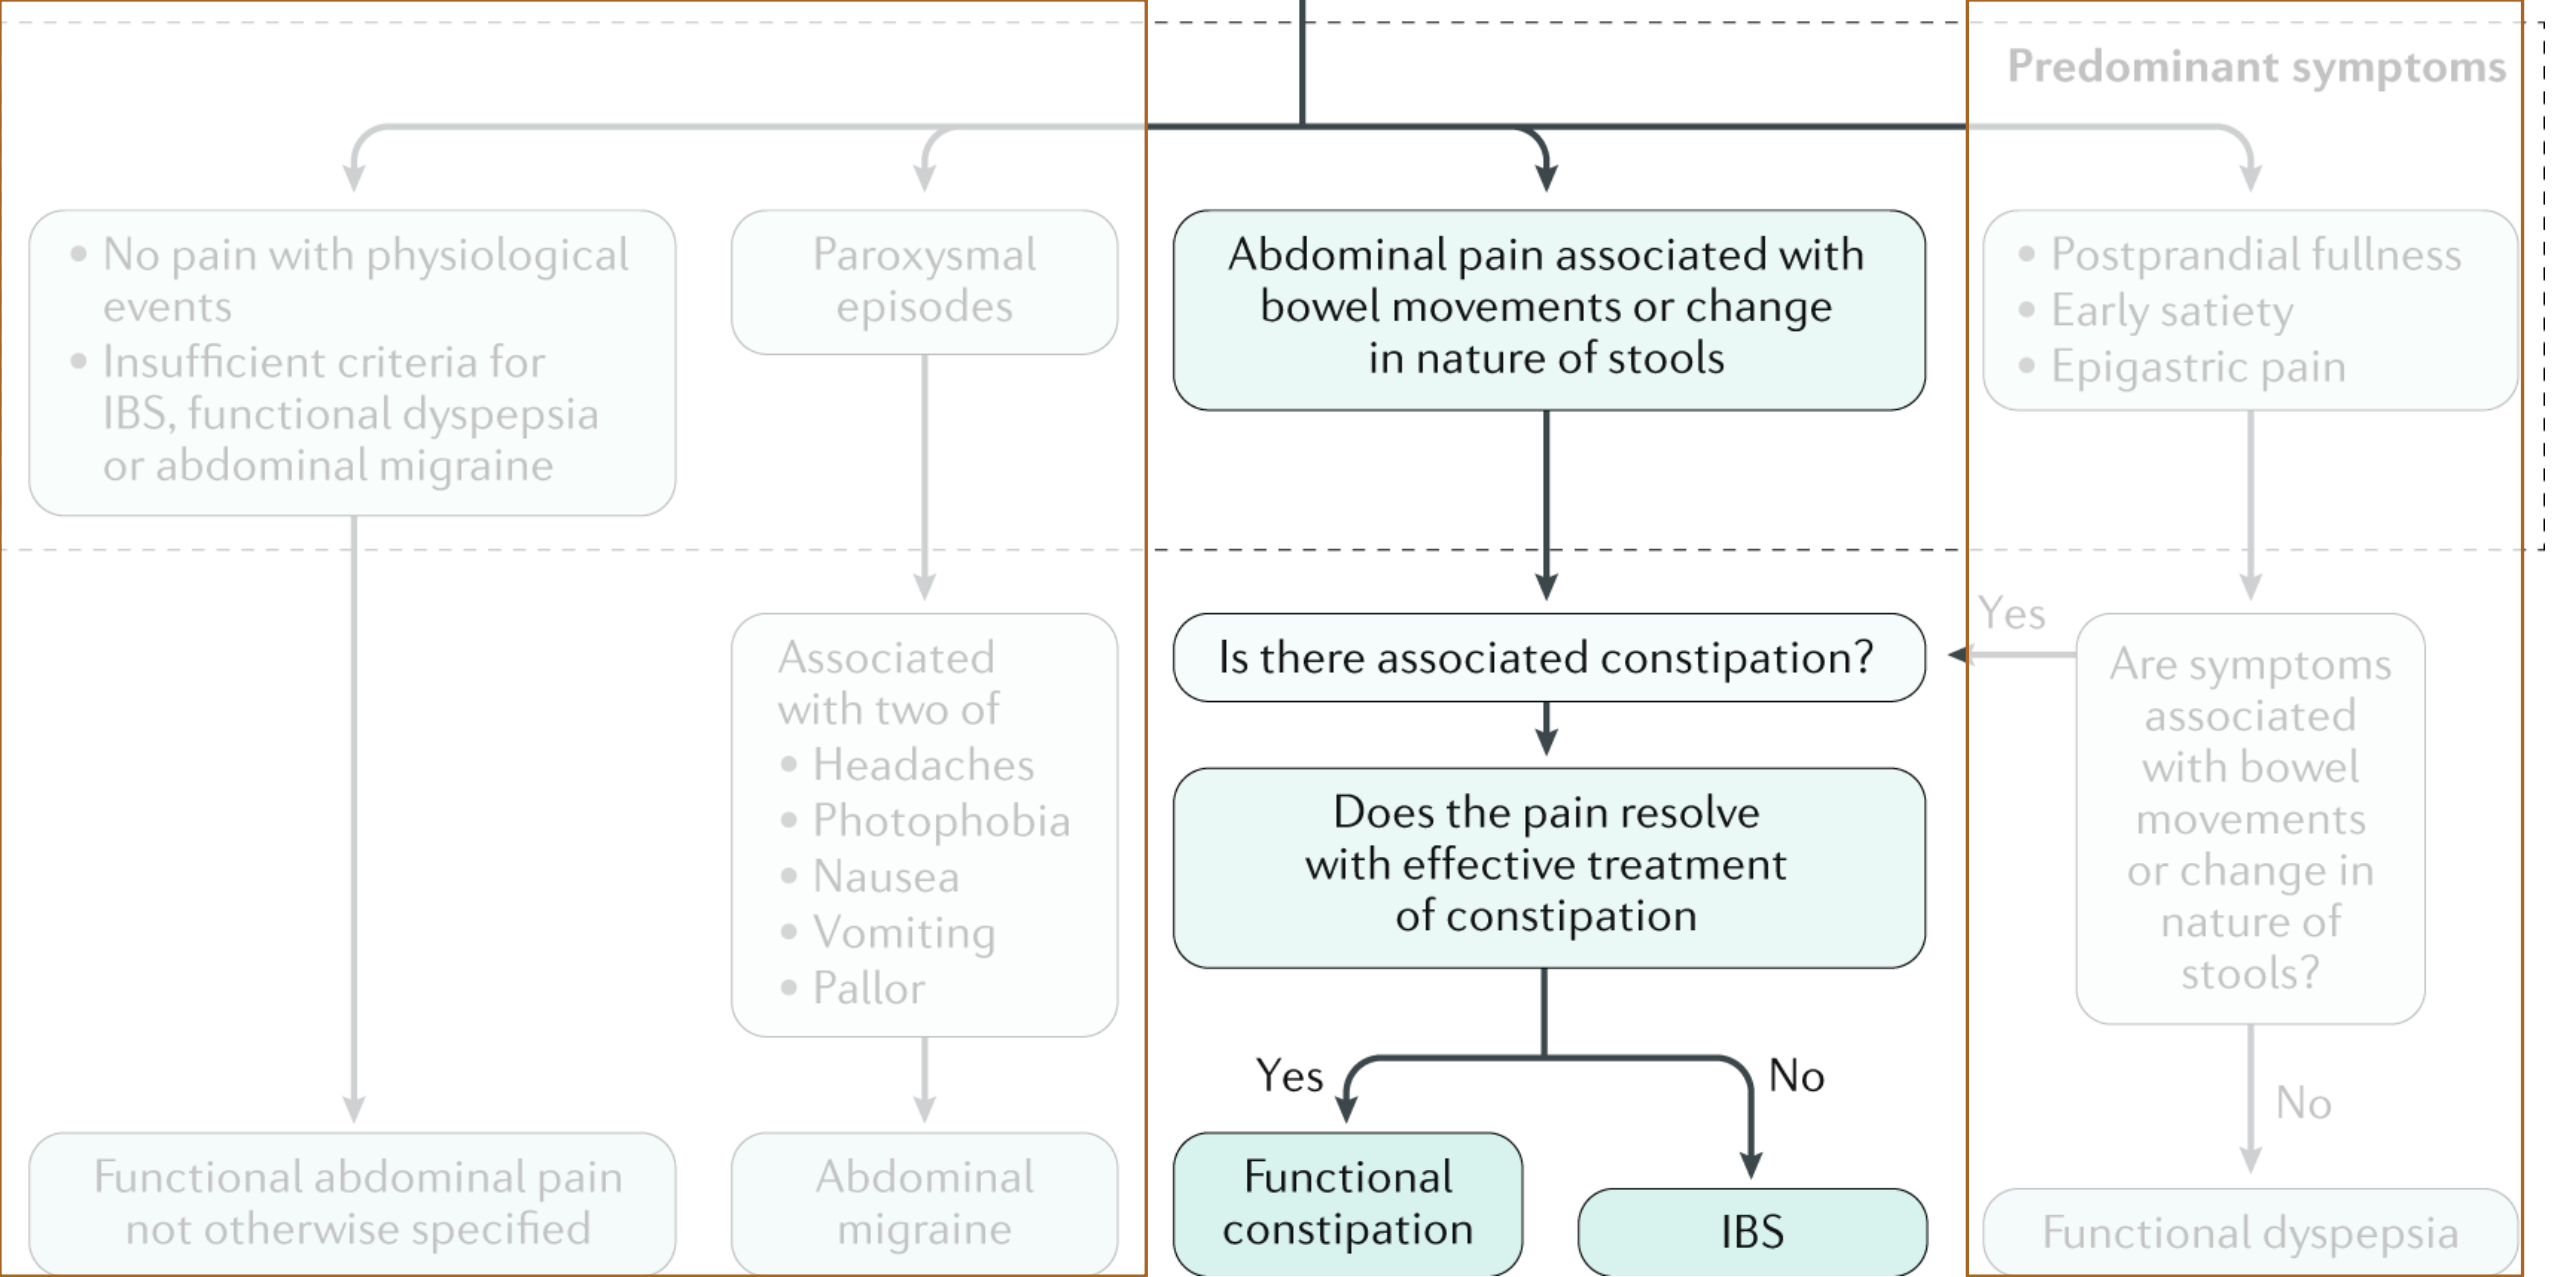 Predominant symptoms
• No pain with physiological
events
• Insufficient criteria for
IBS, functional dyspepsia
or abdominal migraine
Paroxysmal
episodes
Abdominal pain associated with
bowel movements or change
in nature of stools
• Postprandial fullness
• Early satiety
• Epigastric pain
Associated
with two of
• Headaches
• Photophobia
• Nausea
• Vomiting
• Pallor
Is there associated constipation?
Yes
Are symptoms
associated
with bowel
movements
or change in
nature of
stools?
Does the pain resolve
with effective treatment
of constipation
Yes
No
No
Functional abdominal pain
not otherwise specified
Abdominal
migraine
Functional
constipation
IBS
Functional dyspepsia